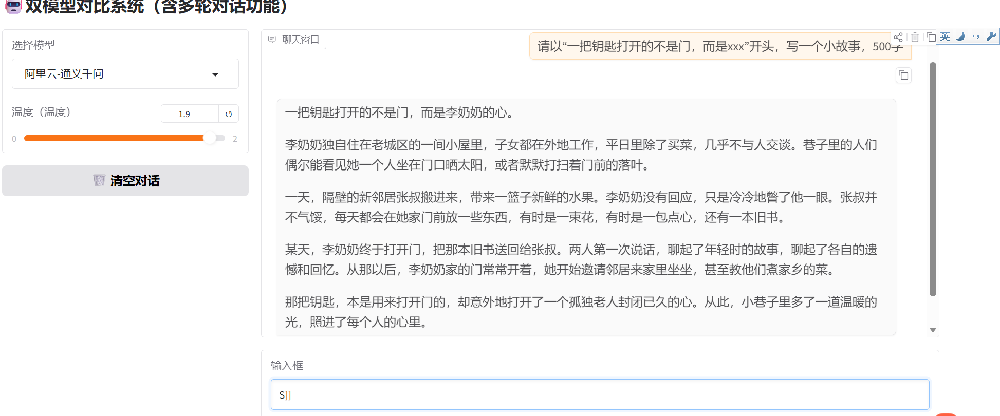 双模型对比系统（含多轮对话功能）
选择模型
阿里云-通义千问
温度（温度）
1.9
0
2
清空对话
聊天窗口
请以“一把钥匙打开的不是门，而是xxx”开头，写一个小故事，500字
英
一把钥匙打开的不是门，而是李奶奶的心。
李奶奶独自住在老城区的一间小屋里，子女都在外地工作，平日里除了买菜，几乎不与人交谈。巷子里的人们
偶尔能看见她一个人坐在门口晒太阳，或者默默打扫着门前的落叶。
一天，隔壁的新邻居张叔搬进来，带来一篮子新鲜的水果。李奶奶没有回应，只是冷冷地瞥了他一眼。张叔并
不气馁，每天都会在她家门前放一些东西，有时是一束花，有时是一包点心，还有一本旧书。
某天，李奶奶终于打开门，把那本旧书送回给张叔。两人第一次说话，聊起了年轻时的故事，聊起了各自的遗
憾和回忆。从那以后，李奶奶家的门常常开着，她开始邀请邻居来家里坐坐，甚至教他们煮家乡的菜。
那把钥匙，本是用来打开门的，却意外地打开了一个孤独老人封闭已久的心。从此，小巷子里多了一道温暖的
光，照进了每个人的心里。
输入框
S]]